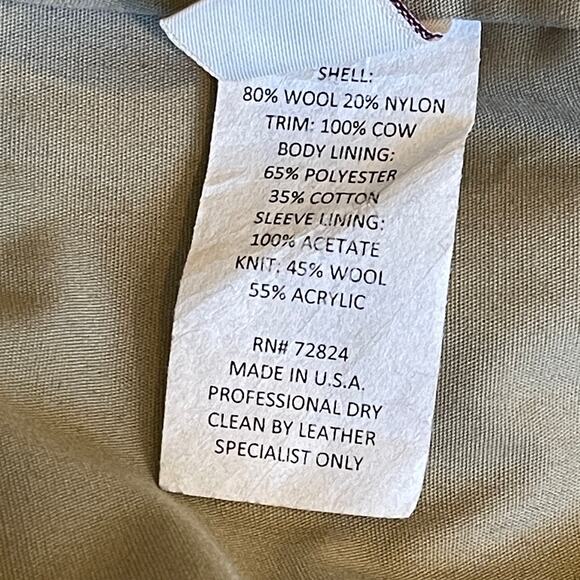 SHELL:
80% WOOL 20% NYLON
TRIM: 100% COW
BODY LINING:
65% POLYESTER
35% COTTON
SLEEVE LINING:
100% ACETATE
KNIT: 45% WOOL
55% ACRYLIC
RN# 72824
MADE IN U.S.A.
PROFESSIONAL DRY
CLEAN BY LEATHER
SPECIALIST ONLY